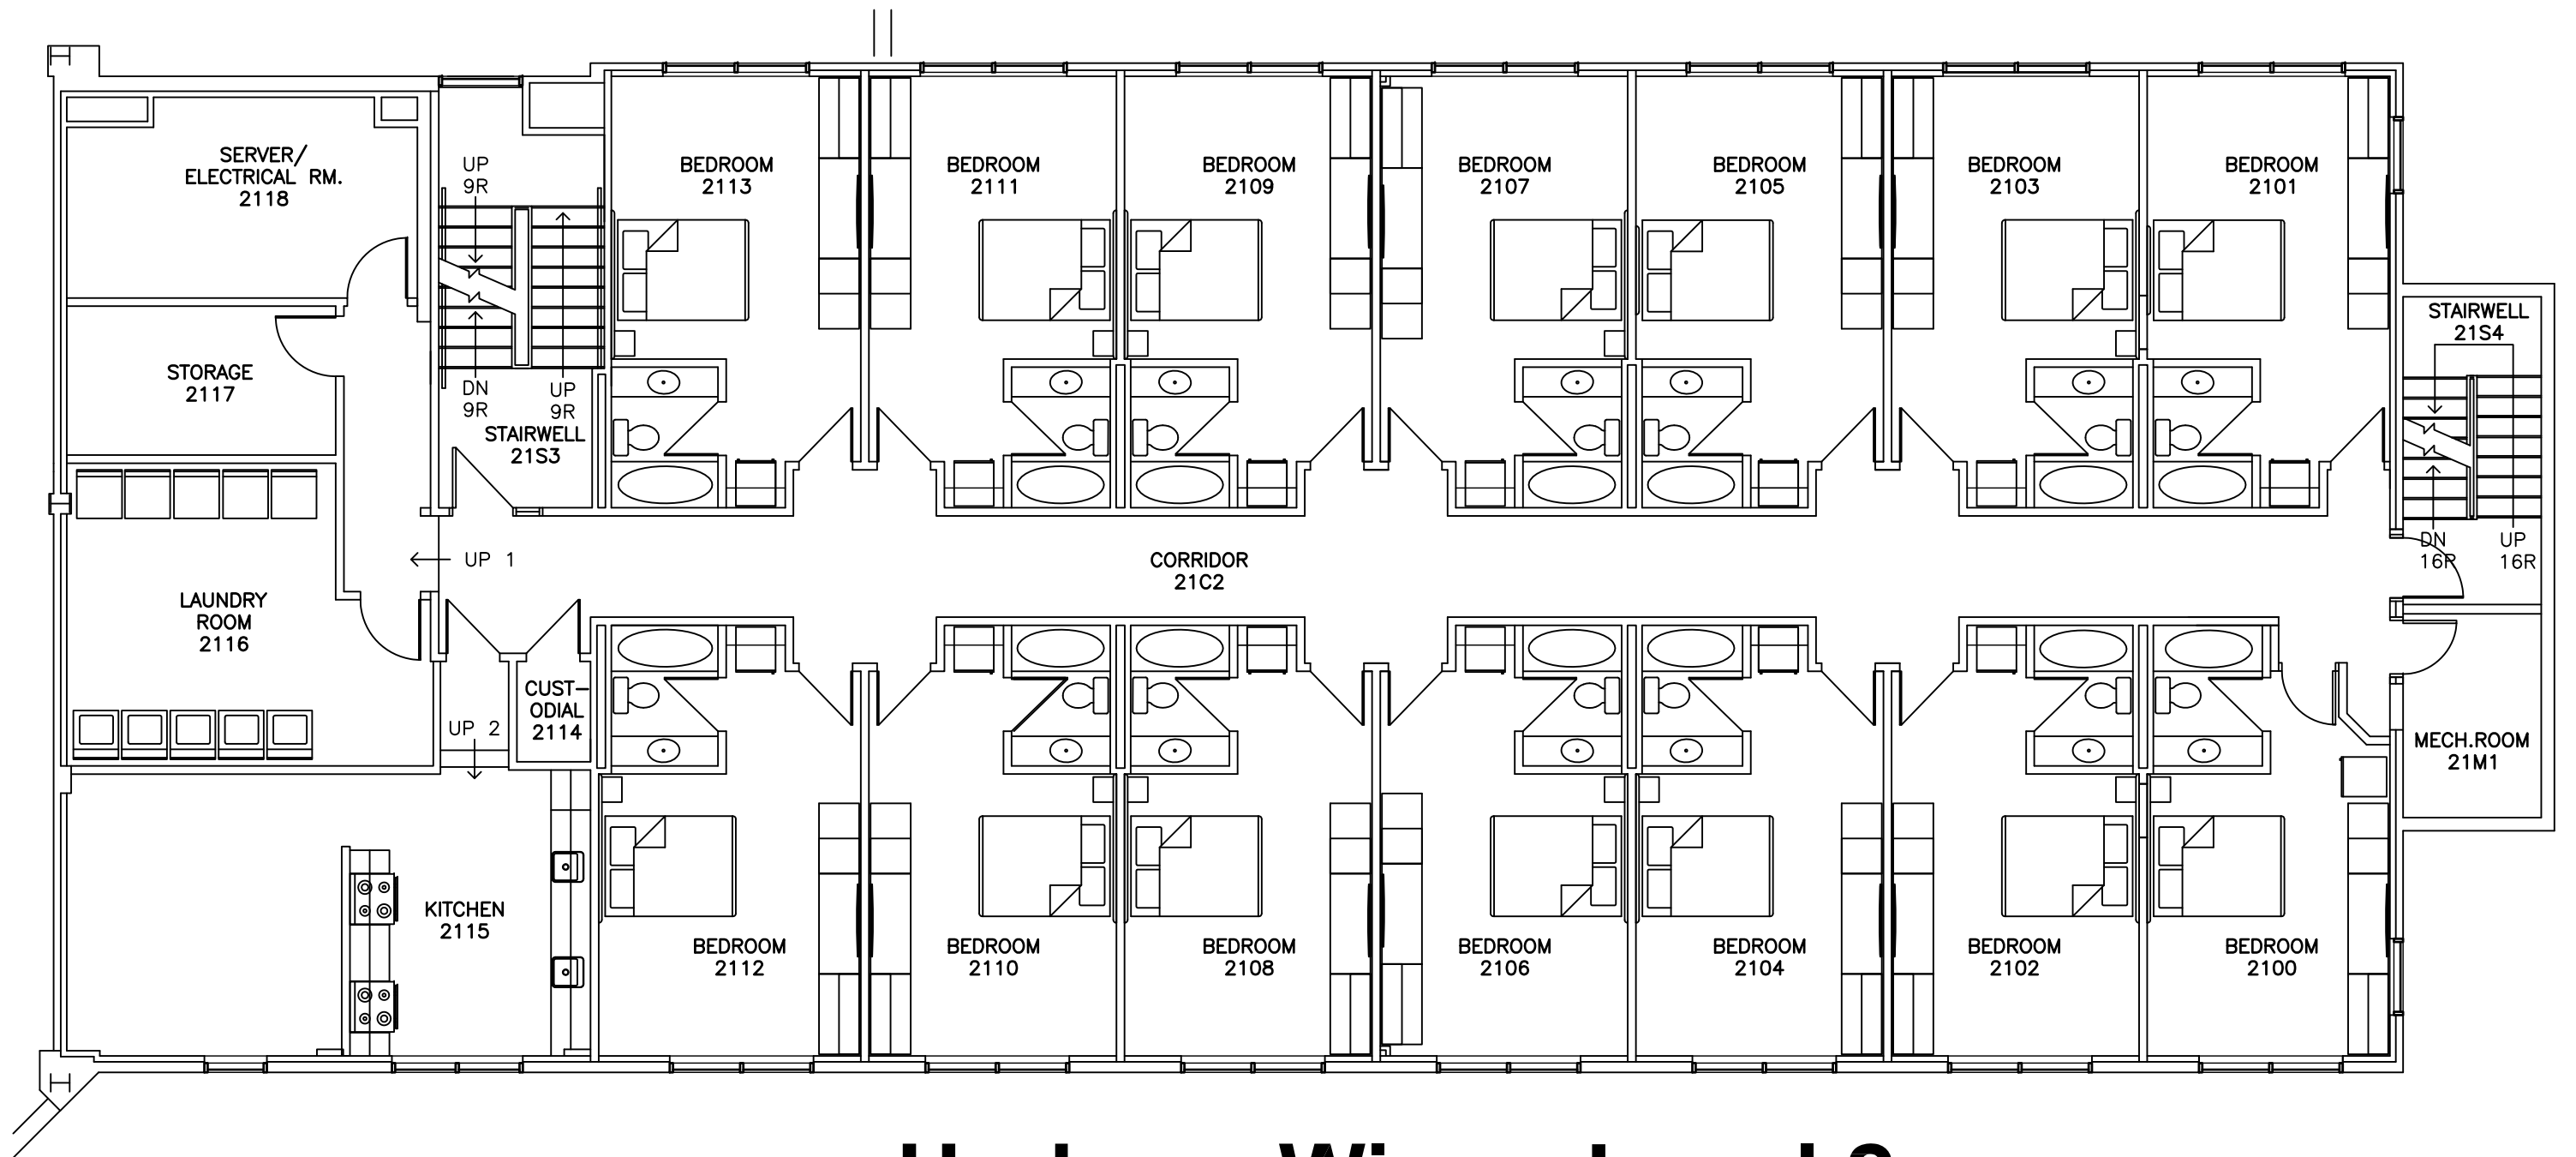 SERVER/
ELECTRICAL RM.
2118
UP
9R
BEDROOM
2113
BEDROOM
2111
BEDROOM
2109
BEDROOM
2107
BEDROOM
2105
BEDROOM
2103
BEDROOM
2101
STAIRWELL
21S4
STORAGE
2117
DN
9R
UP
9R
STAIRWELL
21S3
DN
16R
UP
16R
UP 1
CORRIDOR
21C2
LAUNDRY
ROOM
2116
CUST-
ODIAL
2114
UP 2
MECH.ROOM
21M1
KITCHEN
2115
BEDROOM
2112
BEDROOM
2110
BEDROOM
2108
BEDROOM
2106
BEDROOM
2104
BEDROOM
2102
BEDROOM
2100